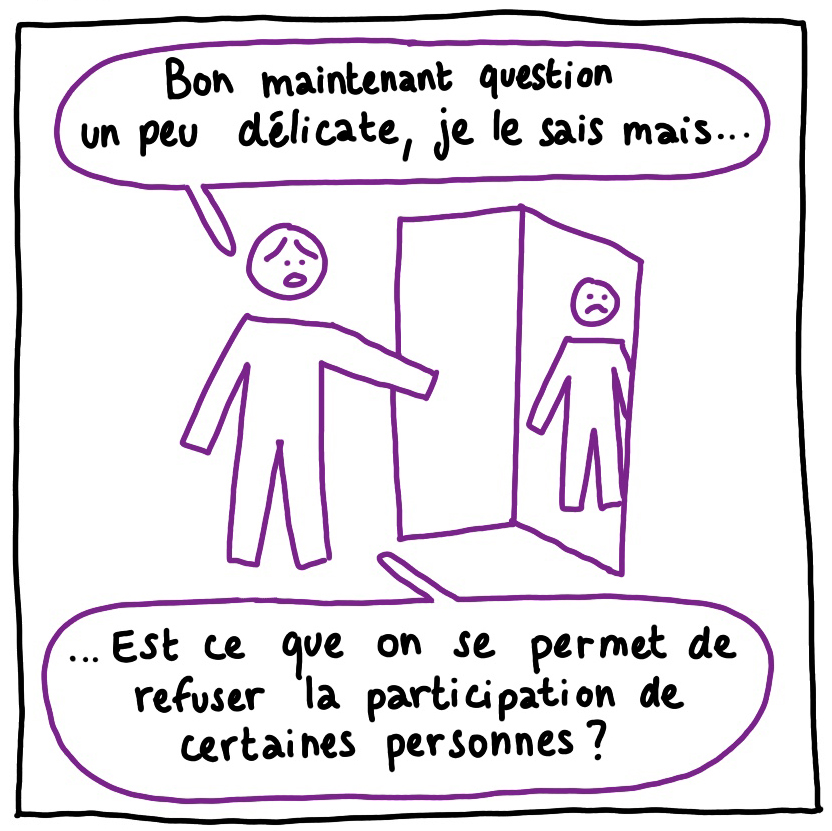 Bon maintenant question
un peu délicate, je le sais mais...
...Est ce que on se permet de
refuser la participation de
certaines personnes ?